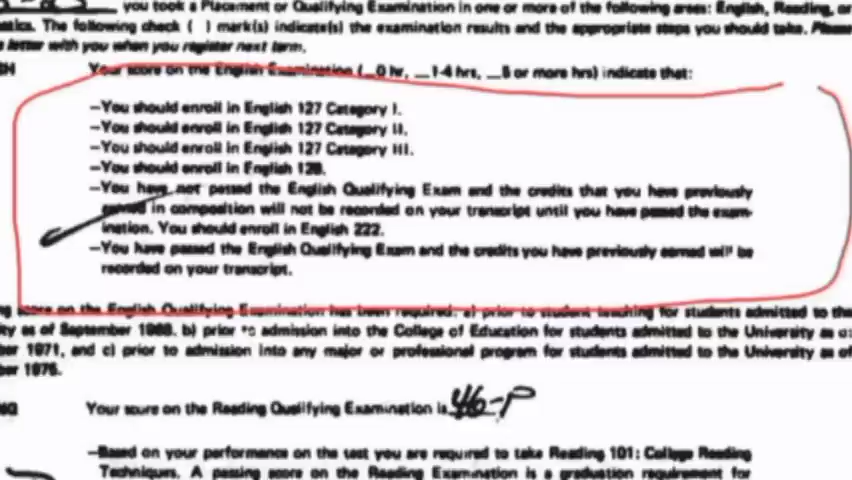 you took a Placement or Qualifying Examination in one or more of the following areas: English, Reading, or
The following check ( ) mark(s) indicate(s) the examination results and the appropriate steps you should take. Please
letter with you when you register next term.
Your score on the English Examination (_0 hr, _1-4 hrs, _5 or more hrs) indicate that:
—You should enroll in English 127 Category I.
—You should enroll in English 127 Category II.
—You should enroll in English 127 Category III.
—You should enroll in English 128.
—You have not passed the English Qualifying Exam and the credits that you have previously
earned in composition will not be recorded on your transcript until you have passed the exam-
ination. You should enroll in English 222.
—You have passed the English Qualifying Exam and the credits you have previously earned will be
recorded on your transcript.
score on the English Qualifying Examination has been required: a) prior to student teaching for students admitted to the
as of September 1968, b) prior to admission into the College of Education for students admitted to the University as of
1971, and c) prior to admission into any major or professional program for students admitted to the University as of
1976.
Your score on the Reading Qualifying Examination is 46-P
—Based on your performance on the test you are required to take Reading 101: College Reading
Techniques. A passing score on the Reading Examination is a graduation requirement for